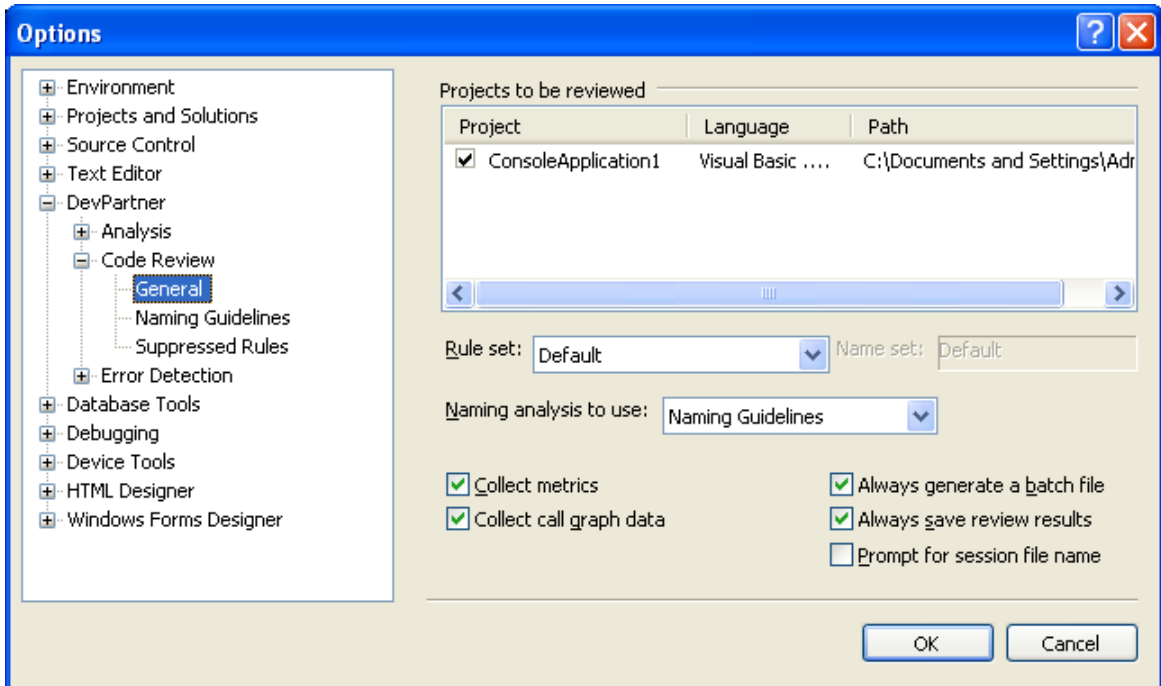 Options
Environment
Projects and Solutions
Source Control
Text Editor
DevPartner
Analysis
Code Review
General
Naming Guidelines
Suppressed Rules
Error Detection
Database Tools
Debugging
Device Tools
HTML Designer
Windows Forms Designer
Projects to be reviewed
Project Language Path
ConsoleApplication1 Visual Basic .... C:\Documents and Settings\Adr
Rule set: Default Name set: Default
Naming analysis to use: Naming Guidelines
Collect metrics Always generate a batch file
Collect call graph data Always save review results
Prompt for session file name
OK Cancel